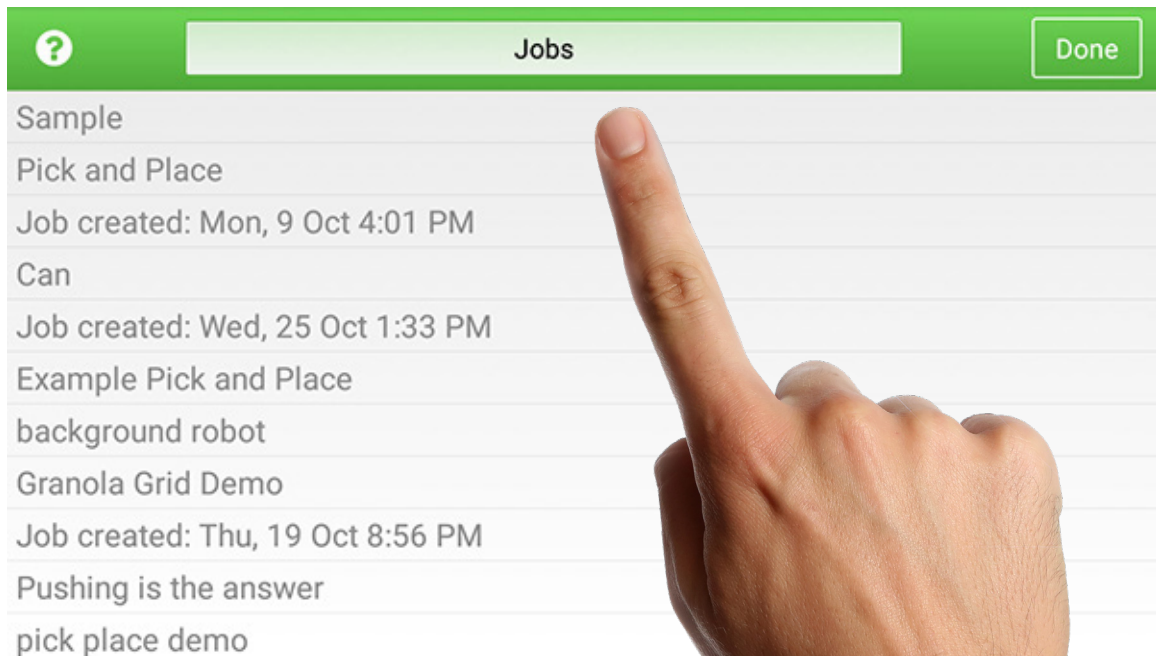 ?
Jobs
Done
Sample
Pick and Place
Job created: Mon, 9 Oct 4:01 PM
Can
Job created: Wed, 25 Oct 1:33 PM
Example Pick and Place
background robot
Granola Grid Demo
Job created: Thu, 19 Oct 8:56 PM
Pushing is the answer
pick place demo